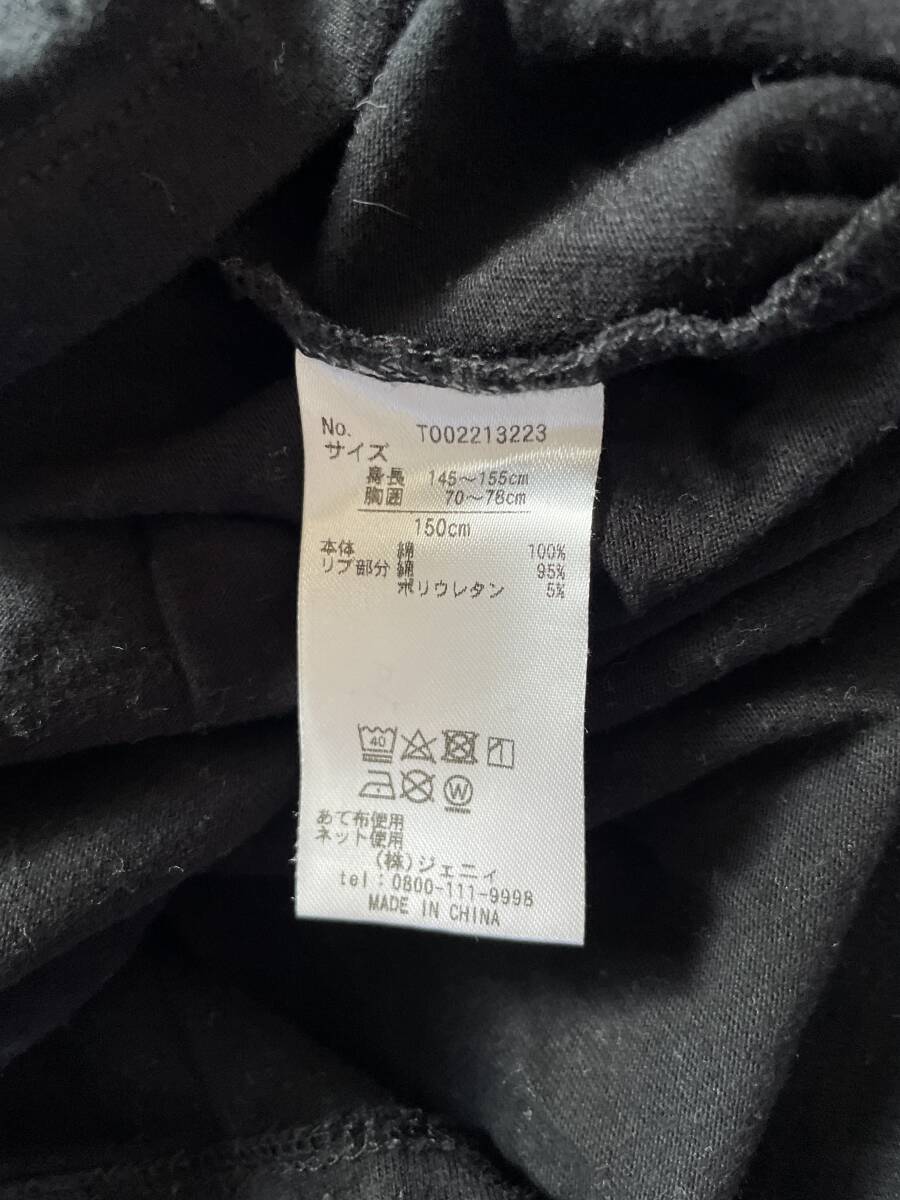 No. T002213223
サイズ
身長 145～155cm
胸囲 70～78cm
150cm
本体 綿 100%
リブ部分 綿 95%
ポリウレタン 5%
40
W
あて布使用
ネット使用
(株)ジェニィ
tel:0800-111-9998
MADE IN CHINA